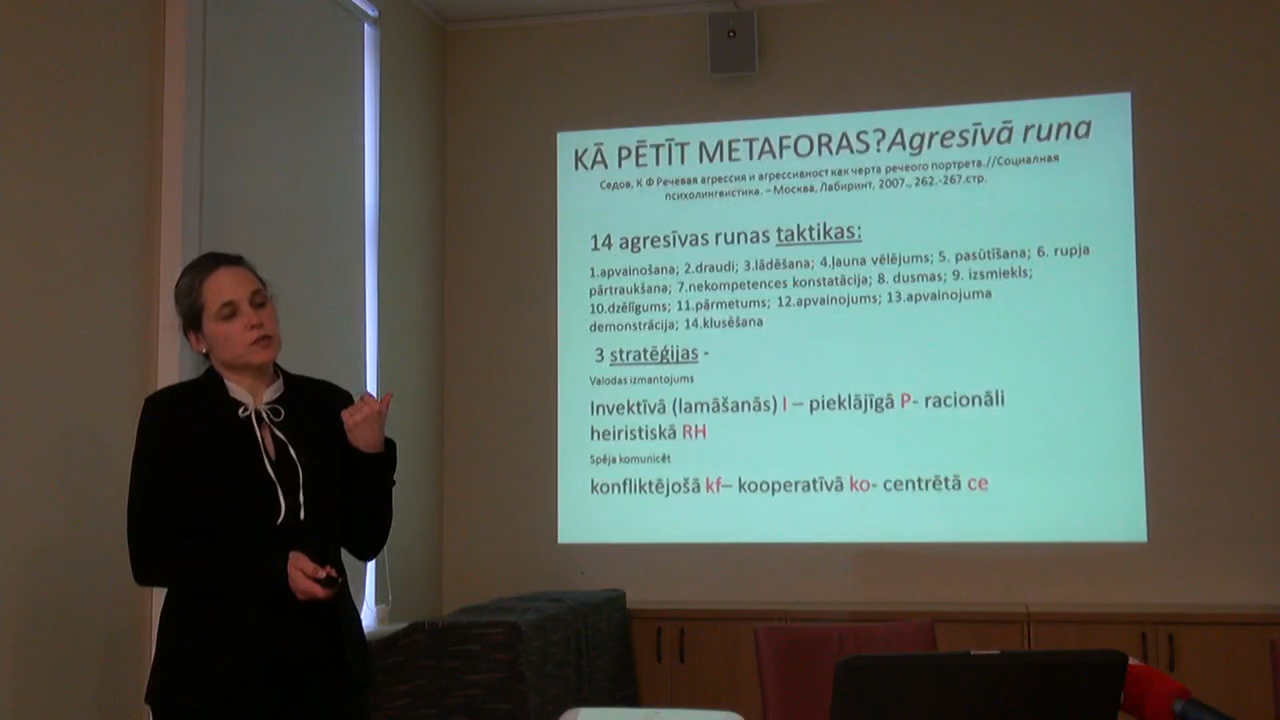 KĀ PĒTĪT METAFORAS?Agresīvā runa
Седов, К Ф Речевая агрессия и агрессивност как черта речеого портрета.//Социалная
психолингвистика. – Москва, Лабиринт, 2007., 262.-267.стр.
14 agresīvas runas taktikas:
1.apvainošana; 2.draudi; 3.lādēšana; 4.ļauna vēlējums; 5. pasūtīšana; 6. rupja
pārtraukšana; 7.nekompetences konstatācija; 8. dusmas; 9. izsmiekls;
10.dzēlīgums; 11.pārmetums; 12.apvainojums; 13.apvainojuma
demonstrācija; 14.klusēšana
3 stratēģijas -
Valodas izmantojums
Invektīvā (lamāšanās) I – pieklājīgā P- racionāli
heiristiskā RH
Spēja komunicēt
konfliktējošā kf– kooperatīvā ko- centrētā ce